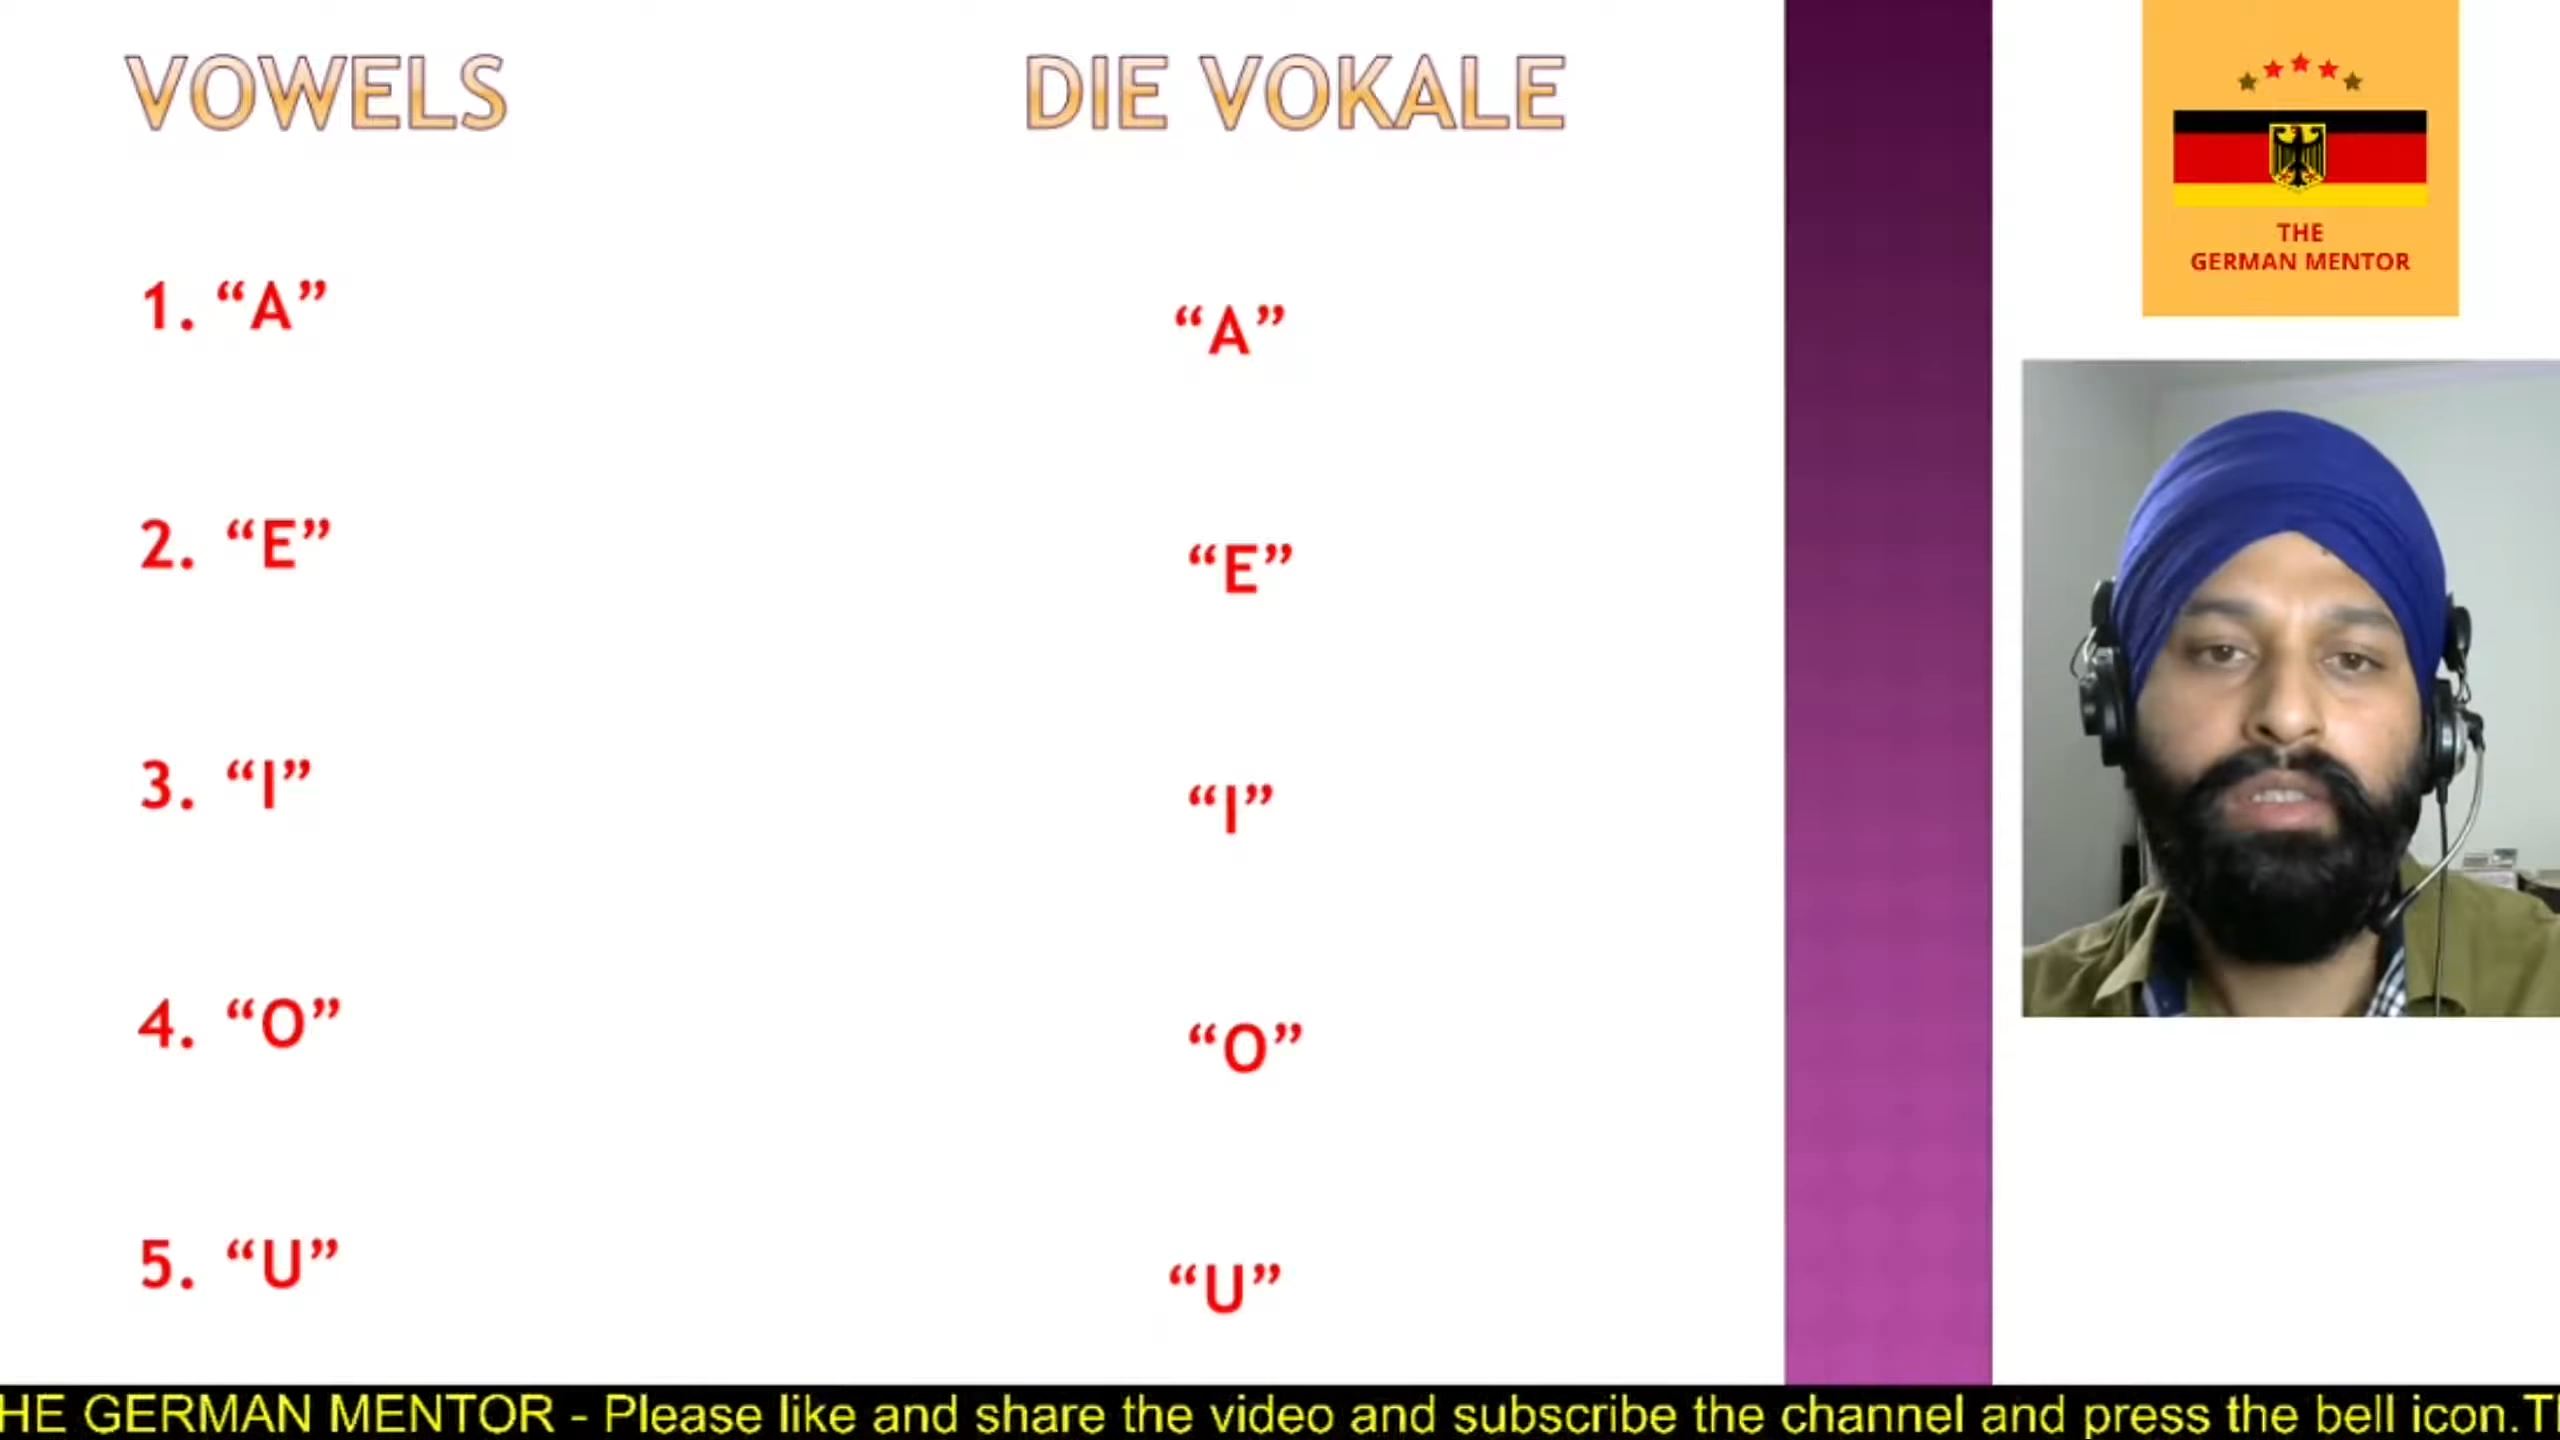 VOWELS
DIE VOKALE
1. “A”
“A”
2. “E”
“E”
3. “I”
“I”
4. “O”
“O”
5. “U”
“U”
THE
GERMAN MENTOR
HE GERMAN MENTOR - Please like and share the video and subscribe the channel and press the bell icon.T